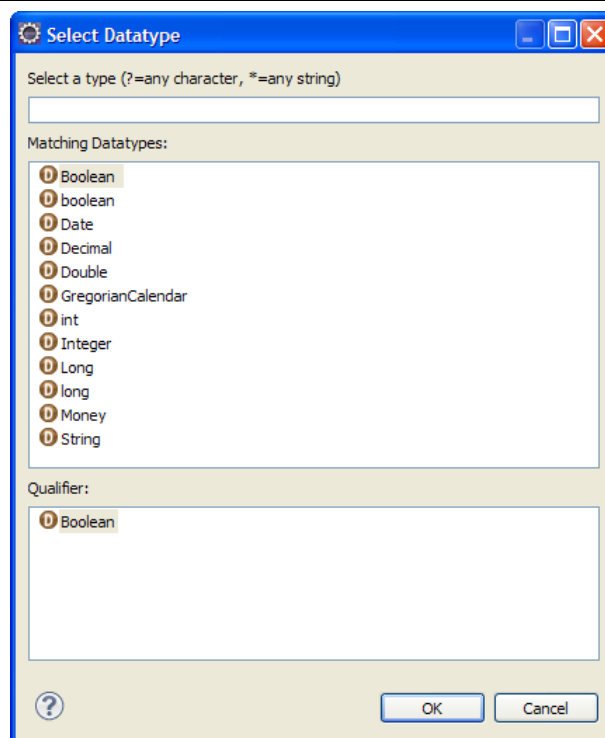 Select Datatype
Select a type (?=any character, *=any string)
Matching Datatypes:
Boolean
boolean
Date
Decimal
Double
GregorianCalendar
int
Integer
Long
long
Money
String
Qualifier:
Boolean
OK Cancel